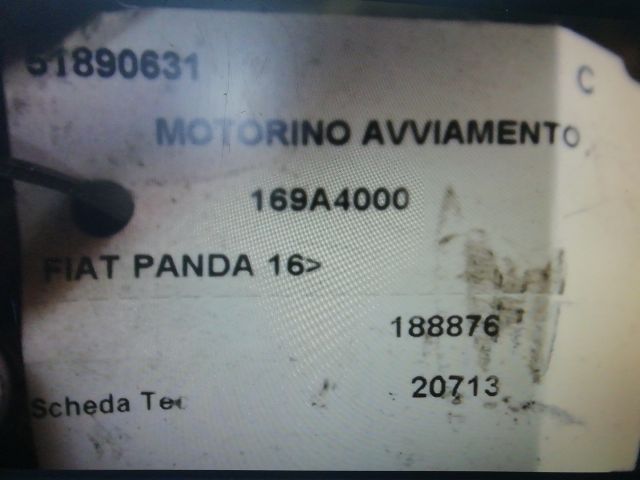 51890631 C
MOTORINO AVVIAMENTO
169A4000
FIAT PANDA 16>
188876
Scheda Tec 20713